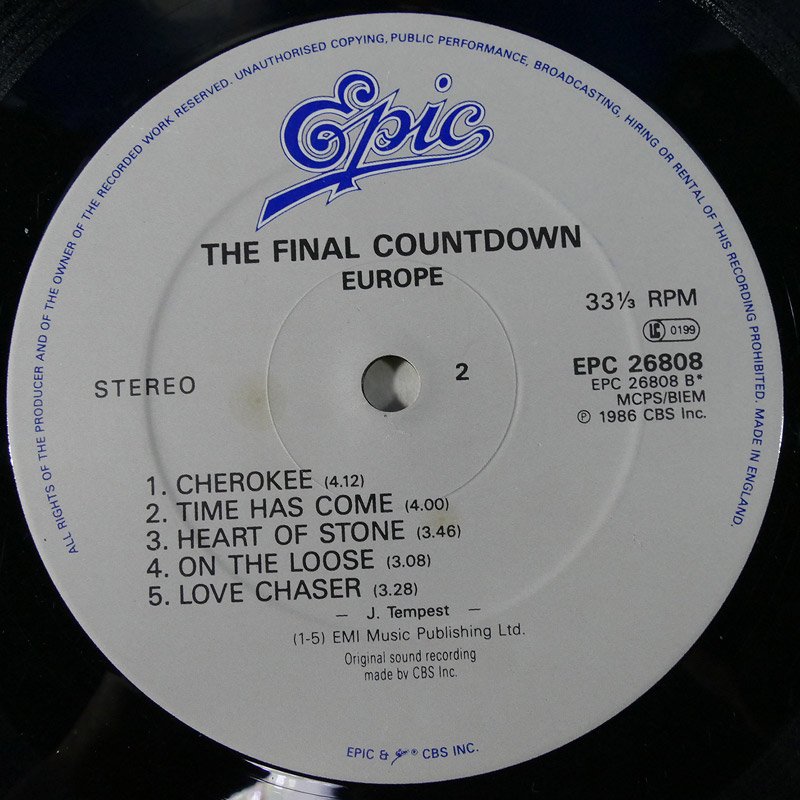 ALL RIGHTS OF THE PRODUCER AND OF THE OWNER OF THE RECORDED WORK RESERVED. UNAUTHORISED COPYING, PUBLIC PERFORMANCE, BROADCASTING, HIRING OR RENTAL OF THIS RECORDING PROHIBITED. MADE IN ENGLAND.
Epic
THE FINAL COUNTDOWN
EUROPE
33⅓ RPM
LC 0199
STEREO
2
EPC 26808
EPC 26808 B*
MCPS/BIEM
℗ 1986 CBS Inc.
1. CHEROKEE (4.12)
2. TIME HAS COME (4.00)
3. HEART OF STONE (3.46)
4. ON THE LOOSE (3.08)
5. LOVE CHASER (3.28)
— J. Tempest —
(1-5) EMI Music Publishing Ltd.
Original sound recording
made by CBS Inc.
EPIC & Epic ® CBS INC.